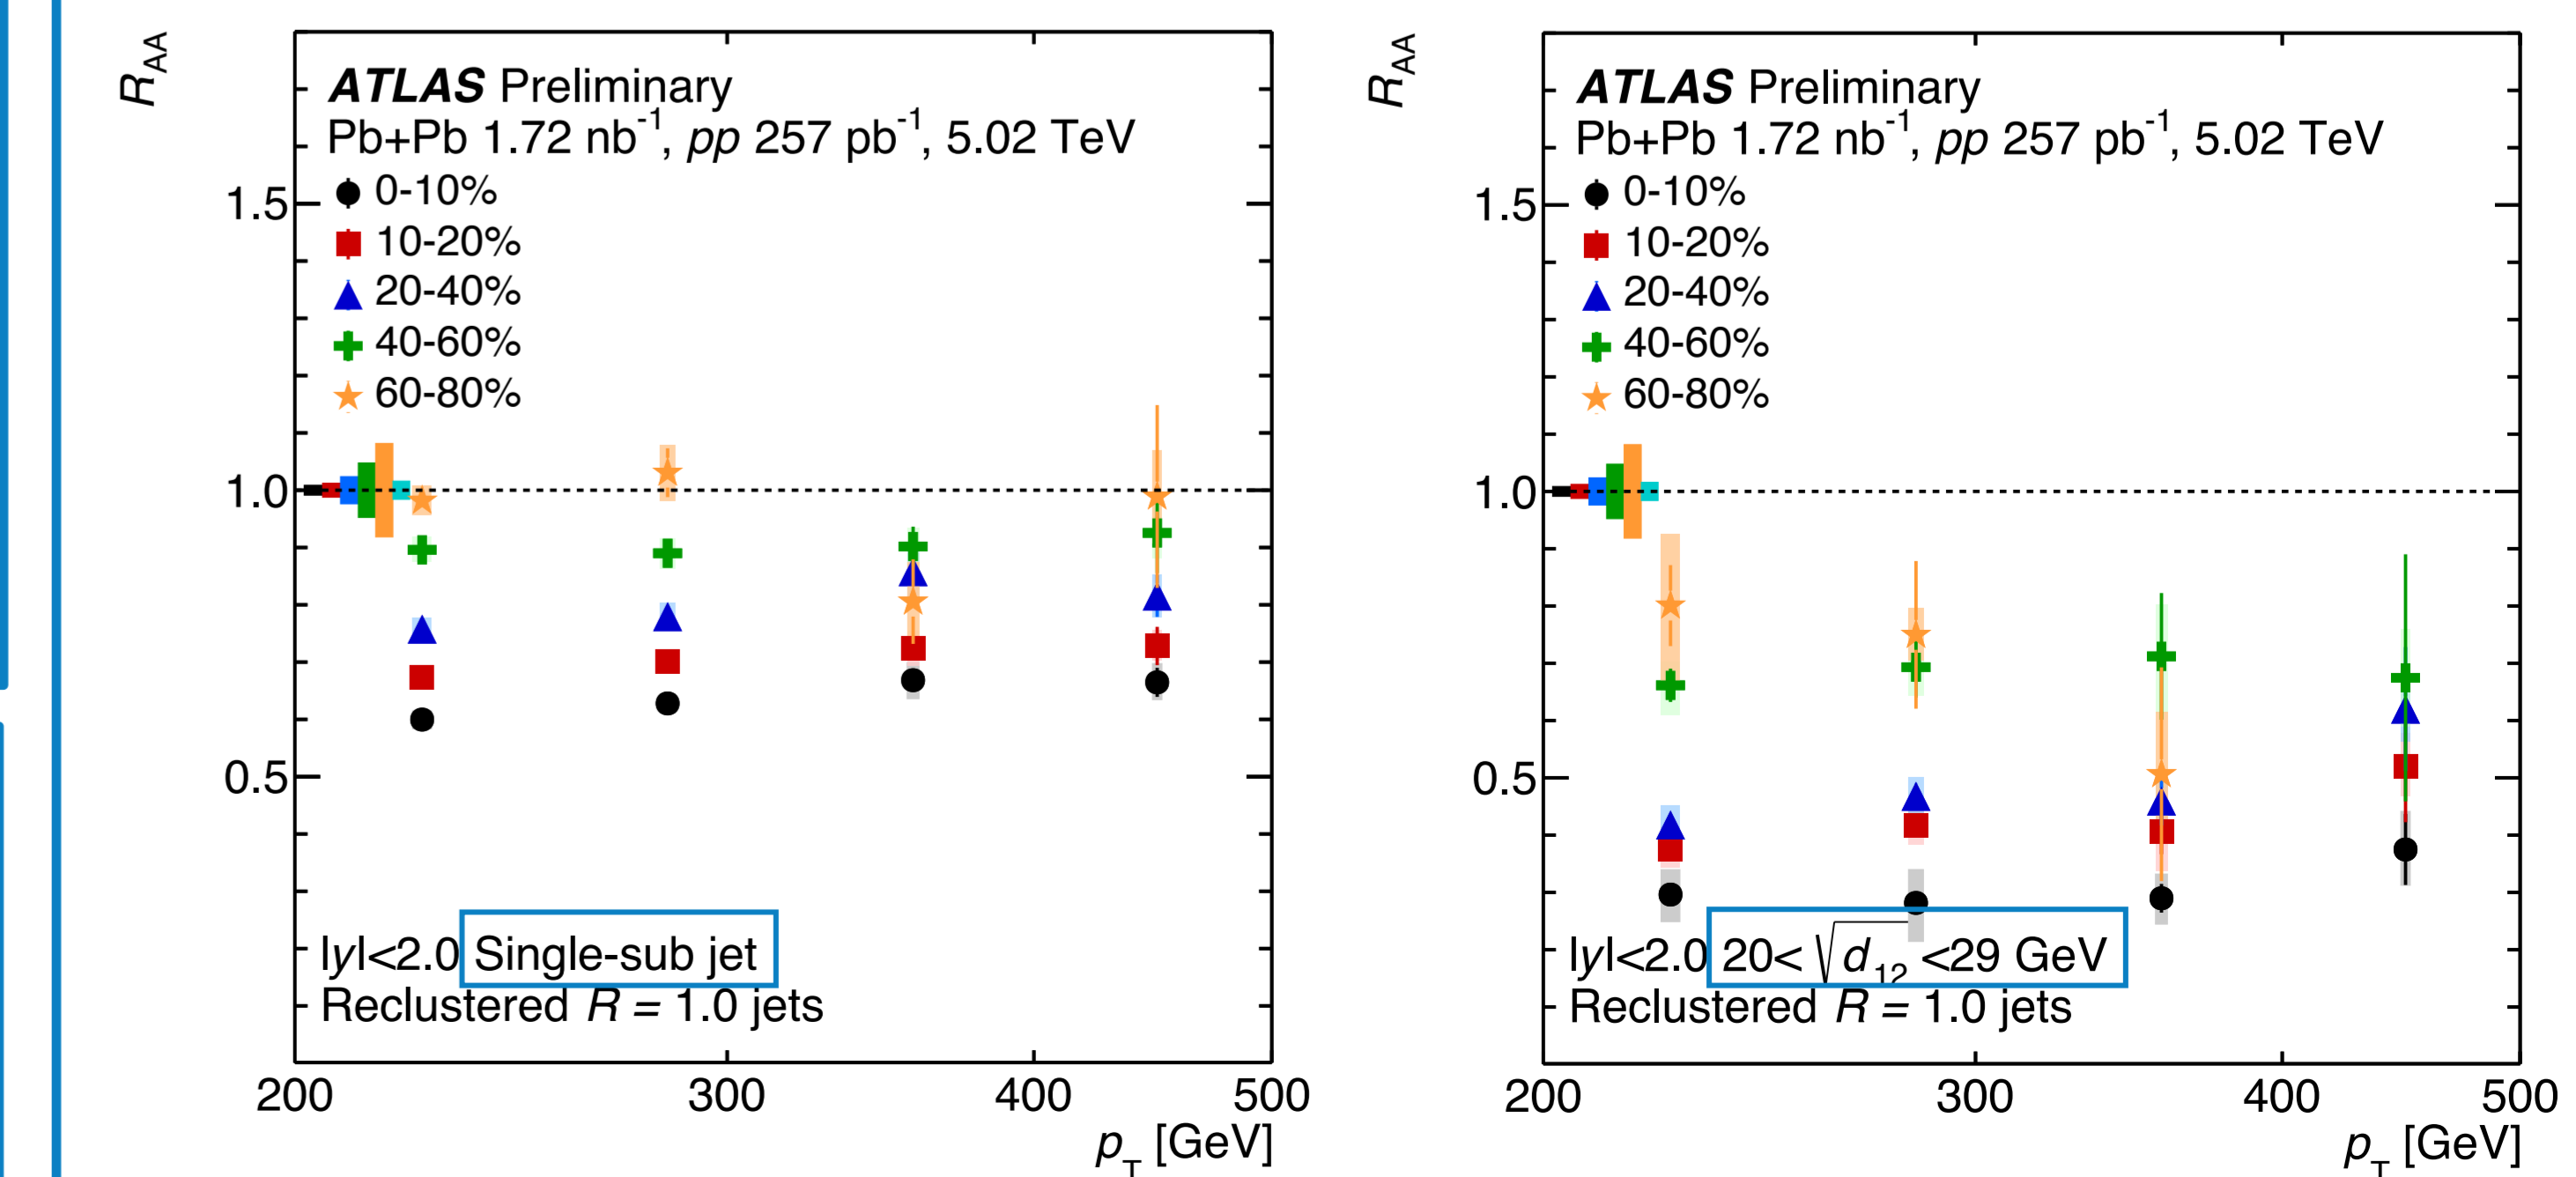 R_AA
ATLAS Preliminary
Pb+Pb 1.72 nb⁻¹, pp 257 pb⁻¹, 5.02 TeV
0-10%
10-20%
20-40%
40-60%
60-80%
1.5
1.0
0.5
|y|<2.0 Single-sub jet
Reclustered R = 1.0 jets
200 300 400 500
p_T [GeV]
R_AA
ATLAS Preliminary
Pb+Pb 1.72 nb⁻¹, pp 257 pb⁻¹, 5.02 TeV
0-10%
10-20%
20-40%
40-60%
60-80%
1.5
1.0
0.5
|y|<2.0 20< √d₁₂ <29 GeV
Reclustered R = 1.0 jets
200 300 400 500
p_T [GeV]